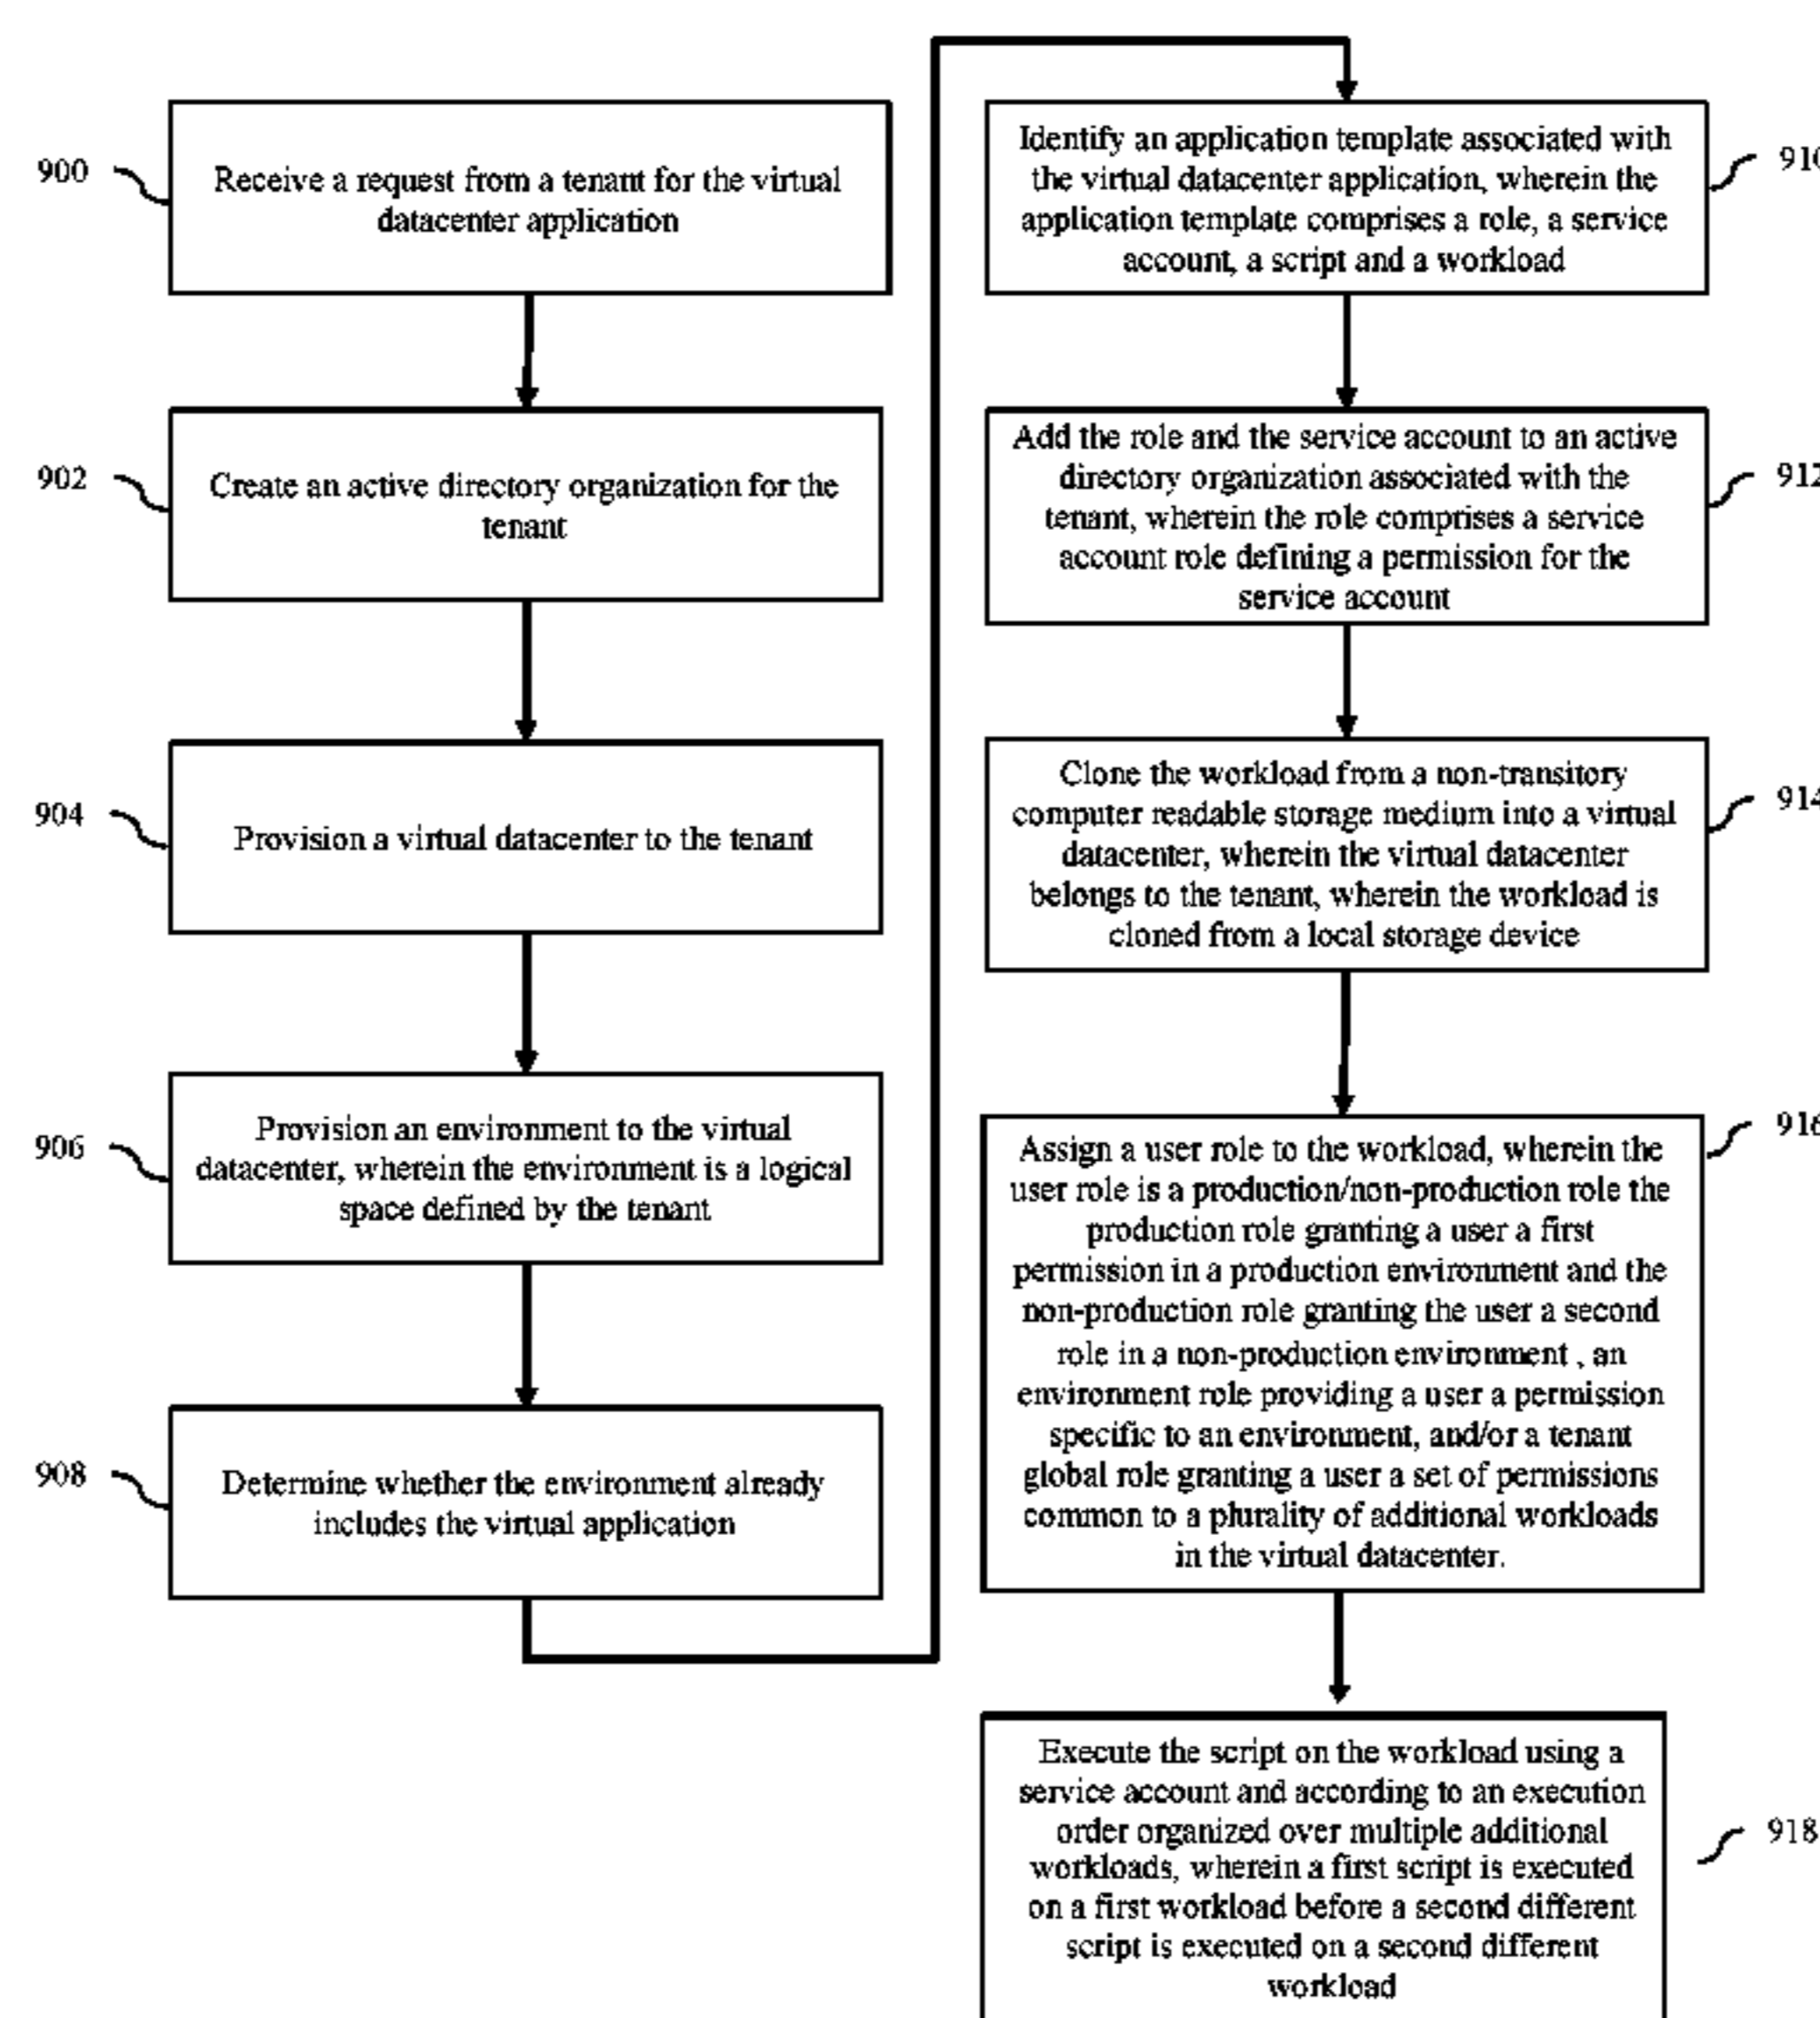 900
Receive a request from a tenant for the virtual
datacenter application
902
Create an active directory organization for the
tenant
904
Provision a virtual datacenter to the tenant
906
Provision an environment to the virtual
datacenter, wherein the environment is a logical
space defined by the tenant
908
Determine whether the environment already
includes the virtual application
Identify an application template associated with
the virtual datacenter application, wherein the
application template comprises a role, a service
account, a script and a workload
910
Add the role and the service account to an active
directory organization associated with the
tenant, wherein the role comprises a service
account role defining a permission for the
service account
912
Clone the workload from a non-transitory
computer readable storage medium into a virtual
datacenter, wherein the virtual datacenter
belongs to the tenant, wherein the workload is
cloned from a local storage device
914
Assign a user role to the workload, wherein the
user role is a production/non-production role the
production role granting a user a first
permission in a production environment and the
non-production role granting the user a second
role in a non-production environment , an
environment role providing a user a permission
specific to an environment, and/or a tenant
global role granting a user a set of permissions
common to a plurality of additional workloads
in the virtual datacenter.
916
Execute the script on the workload using a
service account and according to an execution
order organized over multiple additional
workloads, wherein a first script is executed
on a first workload before a second different
script is executed on a second different
workload
918